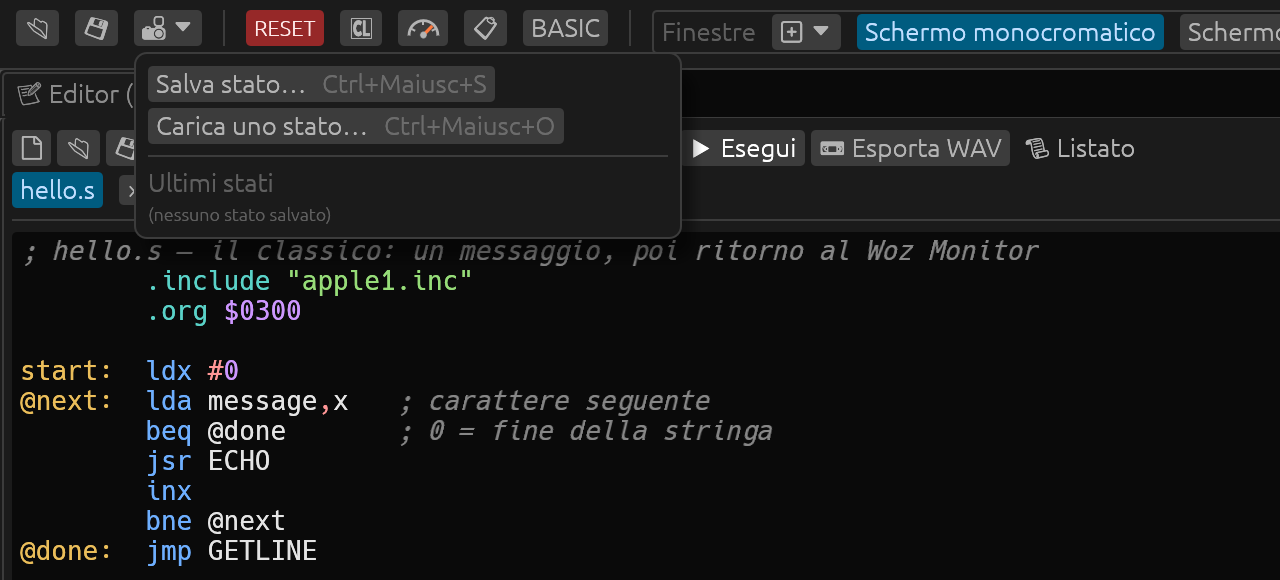 RESET CL BASIC Finestre Schermo monocromatico Schermo
Salva stato... Ctrl+Maiusc+S
Editor (
Carica uno stato... Ctrl+Maiusc+O
Esegui Esporta WAV Listato
Ultimi stati
hello.s
(nessuno stato salvato)
; hello.s — il classico: un messaggio, poi ritorno al Woz Monitor
.include "apple1.inc"
.org $0300
start: ldx #0
@next: lda message,x ; carattere seguente
beq @done ; 0 = fine della stringa
jsr ECHO
inx
bne @next
@done: jmp GETLINE